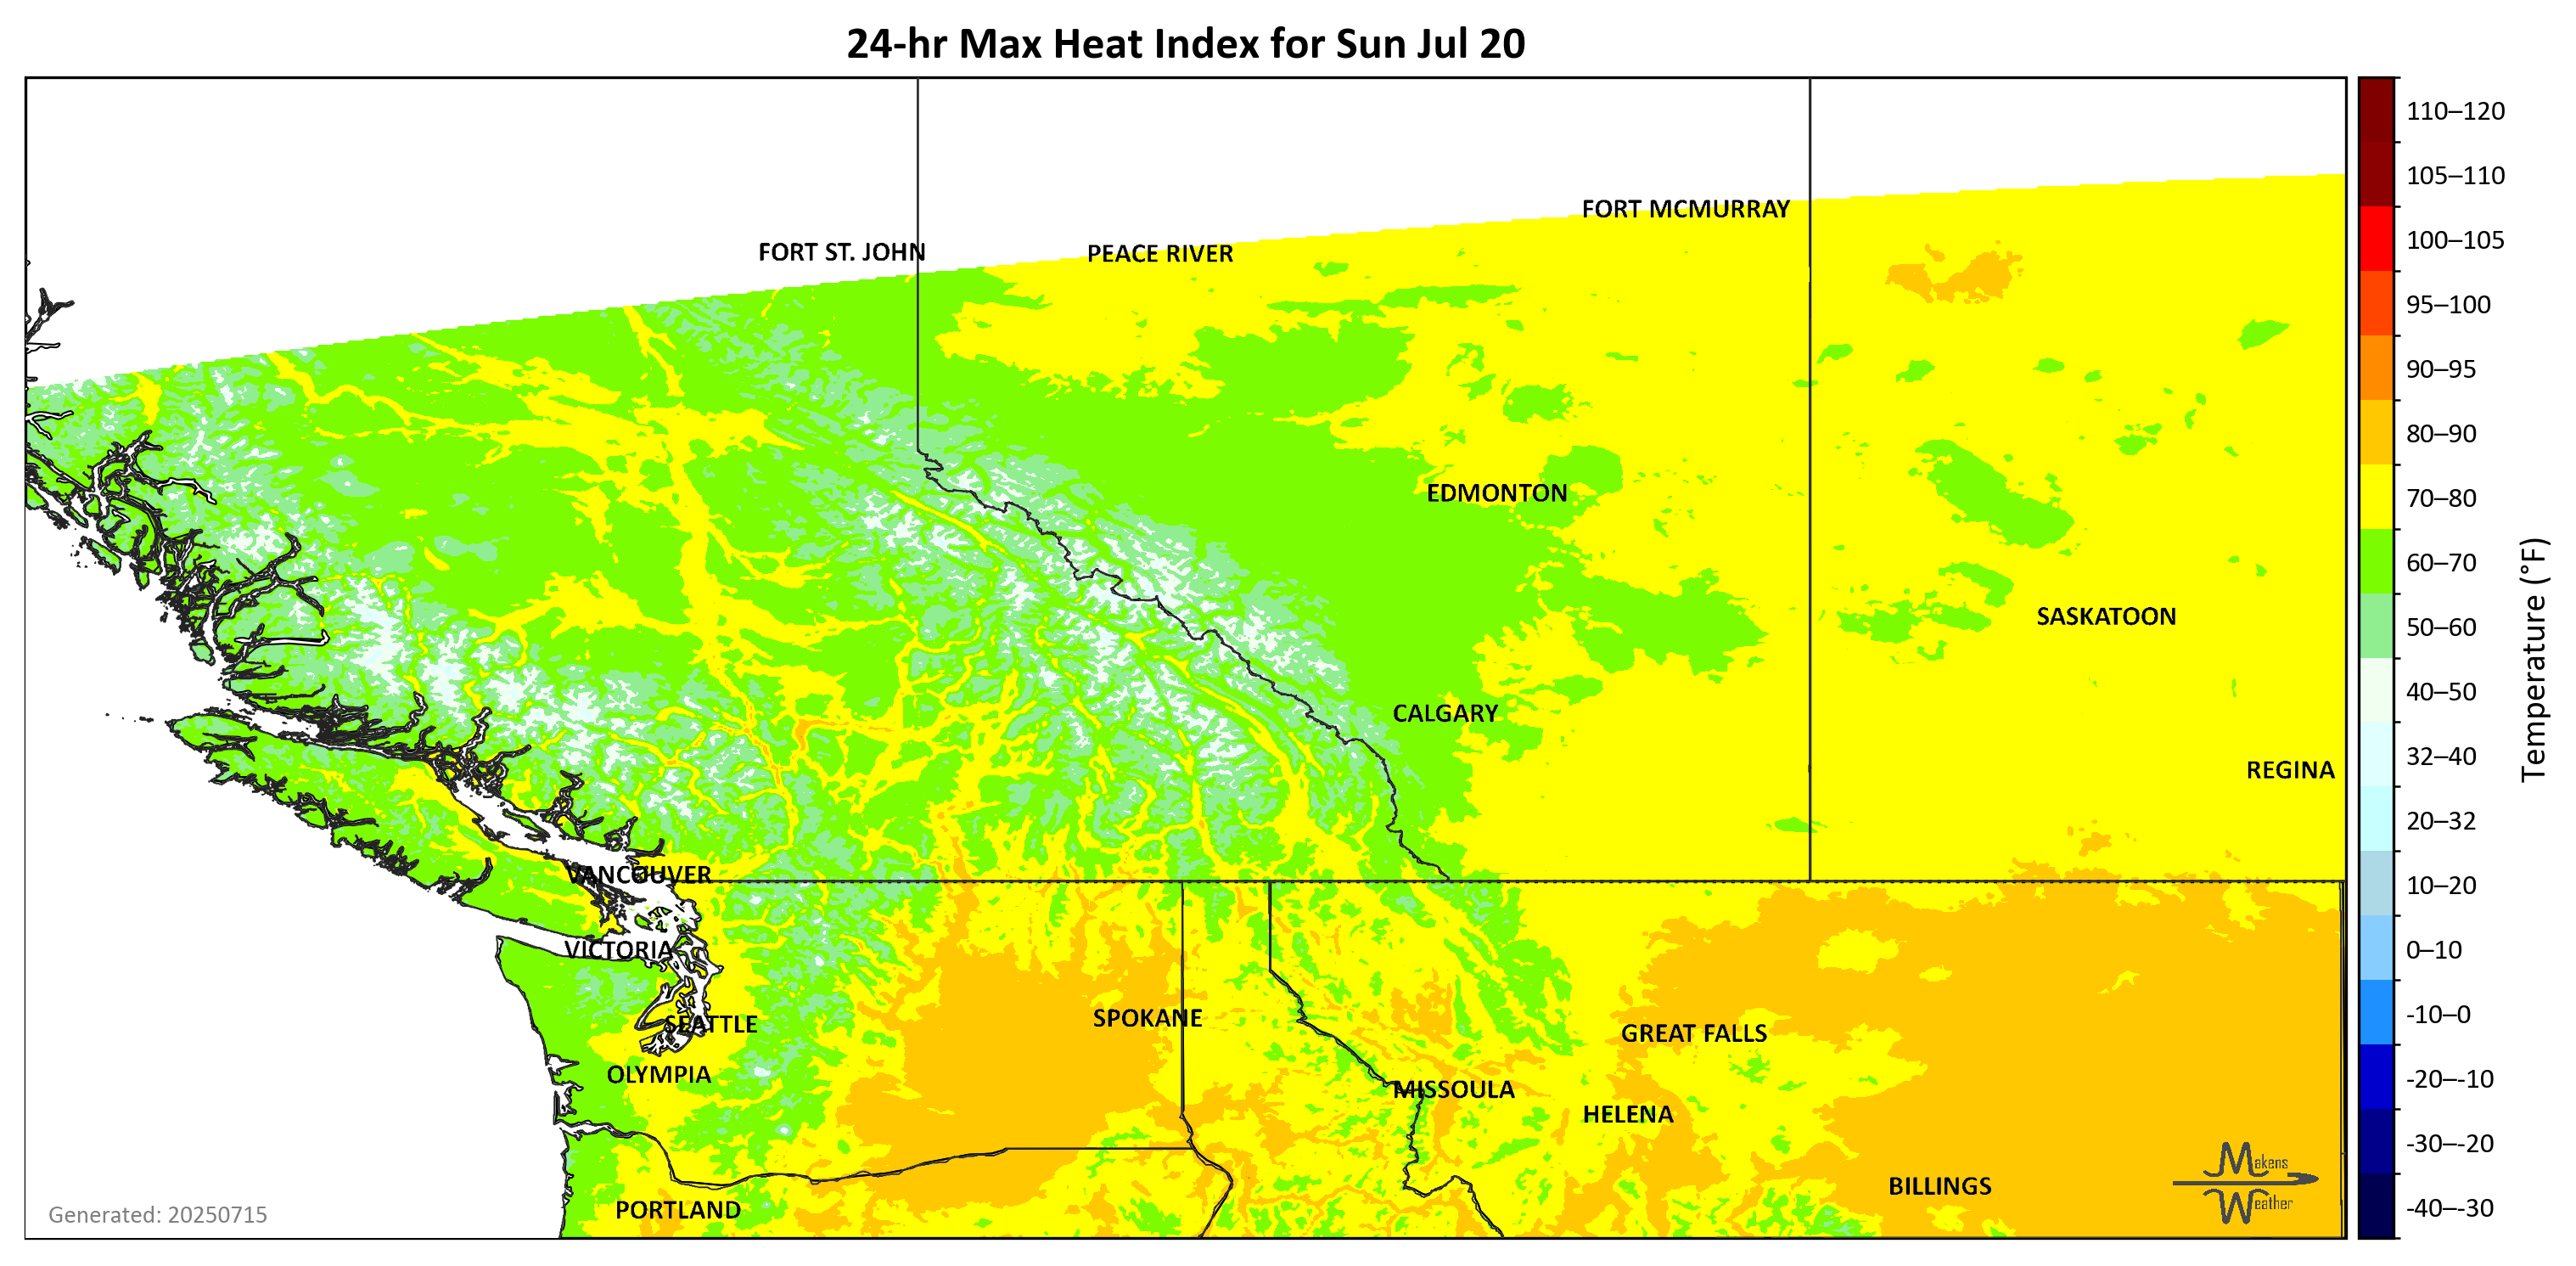 24-hr Max Heat Index for Sun Jul 20
FORT MCMURRAY
FORT ST. JOHN
PEACE RIVER
EDMONTON
SASKATOON
CALGARY
REGINA
VANCOUVER
VICTORIA
SEATTLE
SPOKANE
GREAT FALLS
OLYMPIA
MISSOULA
HELENA
BILLINGS
PORTLAND
Makens
Weather
Generated: 20250715
110–120
105–110
100–105
95–100
90–95
80–90
70–80
60–70
50–60
40–50
32–40
20–32
10–20
0–10
-10–0
-20–-10
-30–-20
-40–-30
Temperature (°F)